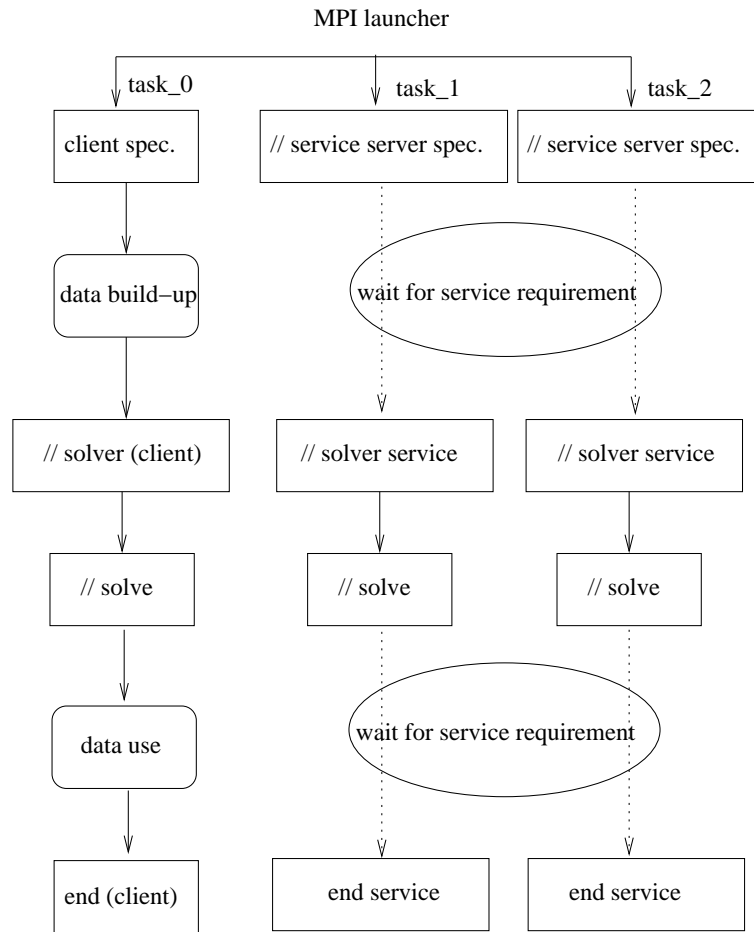 MPI launcher
task_0
task_1
task_2
client spec.
// service server spec.
// service server spec.
data build−up
wait for service requirement
// solver (client)
// solver service
// solver service
// solve
// solve
// solve
data use
wait for service requirement
end (client)
end service
end service